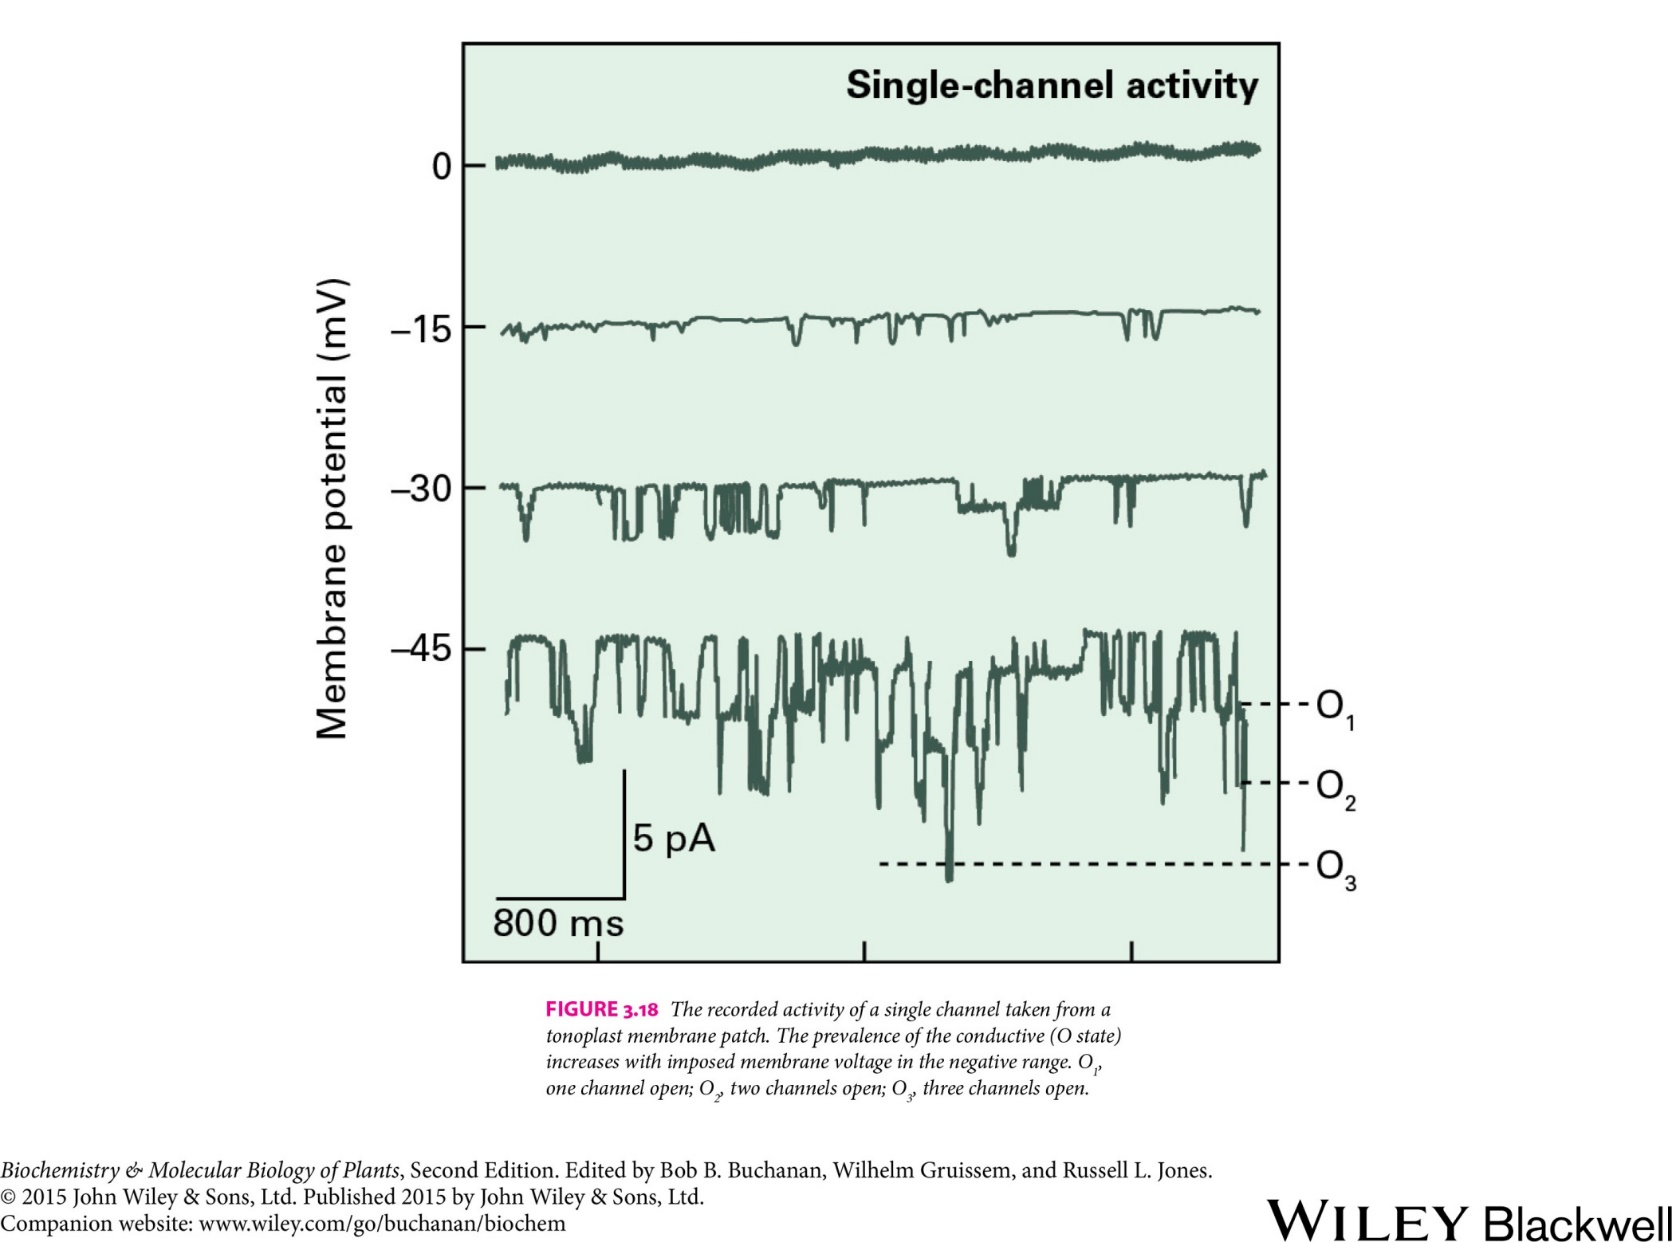 Single-channel activity
0
–15
–30
–45
Membrane potential (mV)
O1
O2
O3
5 pA
800 ms
FIGURE 3.18 The recorded activity of a single channel taken from a
tonoplast membrane patch. The prevalence of the conductive (O state)
increases with imposed membrane voltage in the negative range. O1,
one channel open; O2, two channels open; O3, three channels open.
Biochemistry & Molecular Biology of Plants, Second Edition. Edited by Bob B. Buchanan, Wilhelm Gruissem, and Russell L. Jones.
© 2015 John Wiley & Sons, Ltd. Published 2015 by John Wiley & Sons, Ltd.
Companion website: www.wiley.com/go/buchanan/biochem
WILEY Blackwell